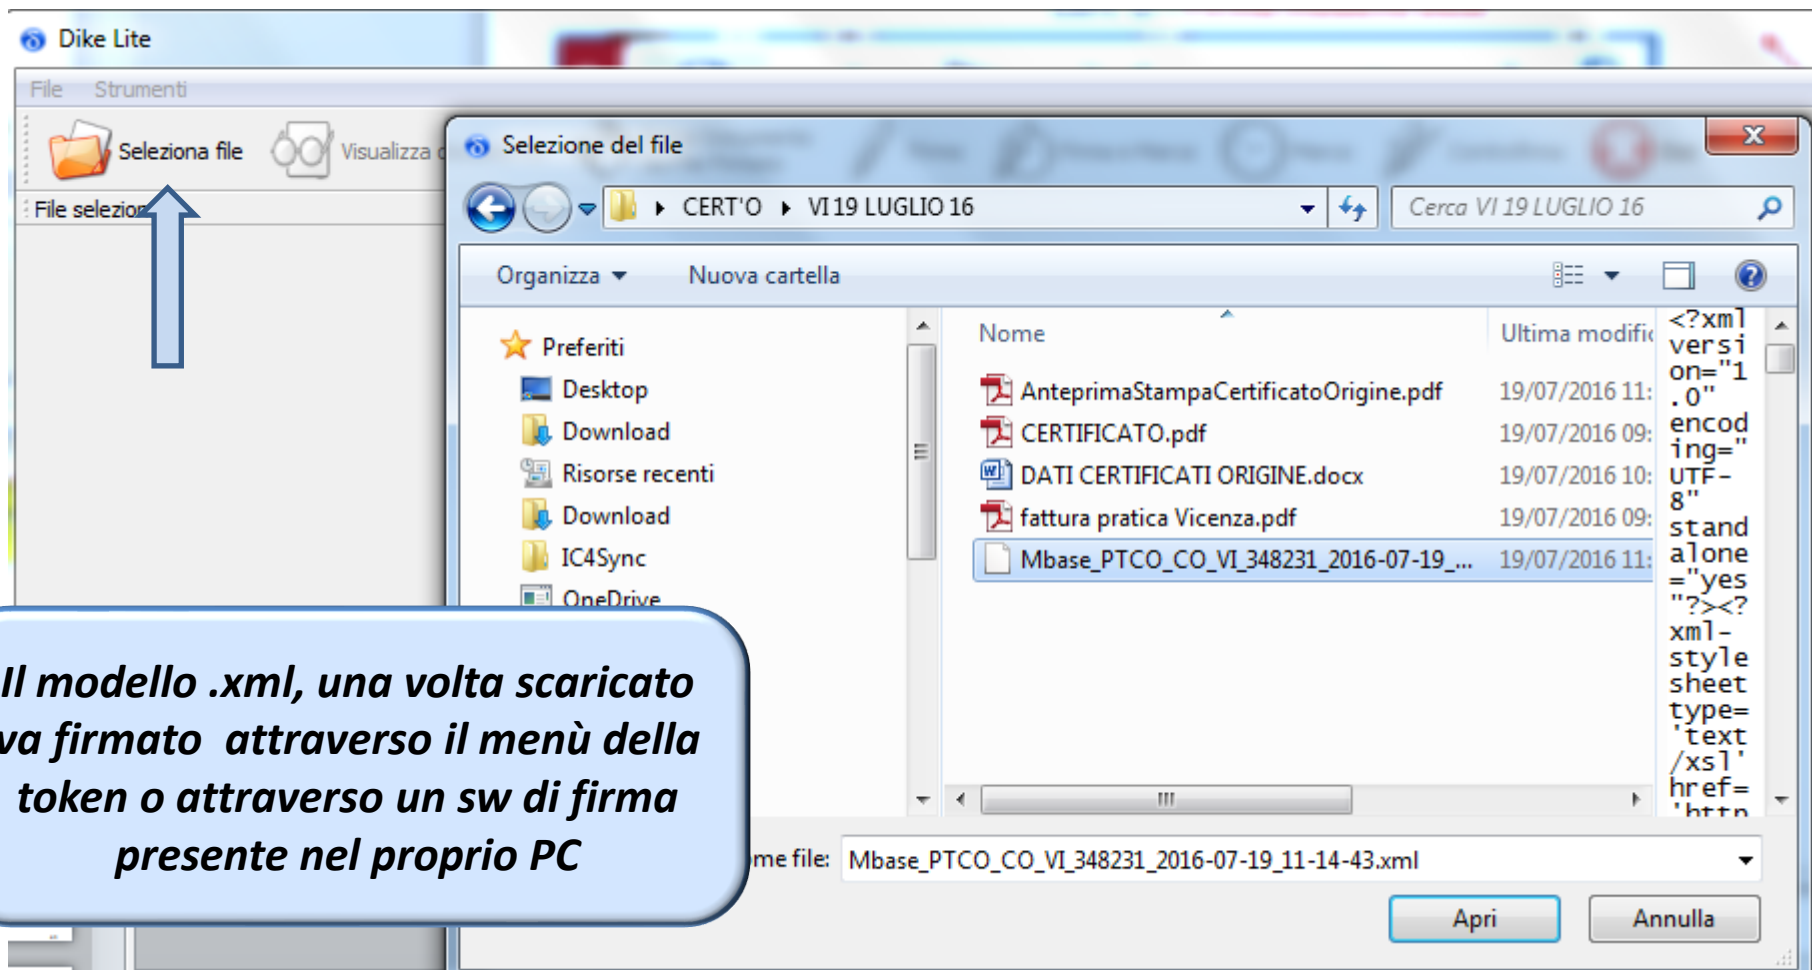 Dike Lite
File Strumenti
Seleziona file Visualizza
File selezion
Selezione del file
CERT'O VI 19 LUGLIO 16
Cerca VI 19 LUGLIO 16
Organizza Nuova cartella
Preferiti
Desktop
Download
Risorse recenti
Download
IC4Sync
OneDrive
Nome Ultima modific
AnteprimaStampaCertificatoOrigine.pdf 19/07/2016 11:
CERTIFICATO.pdf 19/07/2016 09:
DATI CERTIFICATI ORIGINE.docx 19/07/2016 10:
fattura pratica Vicenza.pdf 19/07/2016 09:
Mbase_PTCO_CO_VI_348231_2016-07-19_... 19/07/2016 11:
<?xml
versi
on="1
.0"
encod
ing="
UTF-
8"
stand
alone
="yes
"?><?
xml-
style
sheet
type=
'text
/xsl'
href=
'http
Il modello .xml, una volta scaricato
va firmato attraverso il menù della
token o attraverso un sw di firma
presente nel proprio PC
me file: Mbase_PTCO_CO_VI_348231_2016-07-19_11-14-43.xml
Apri Annulla